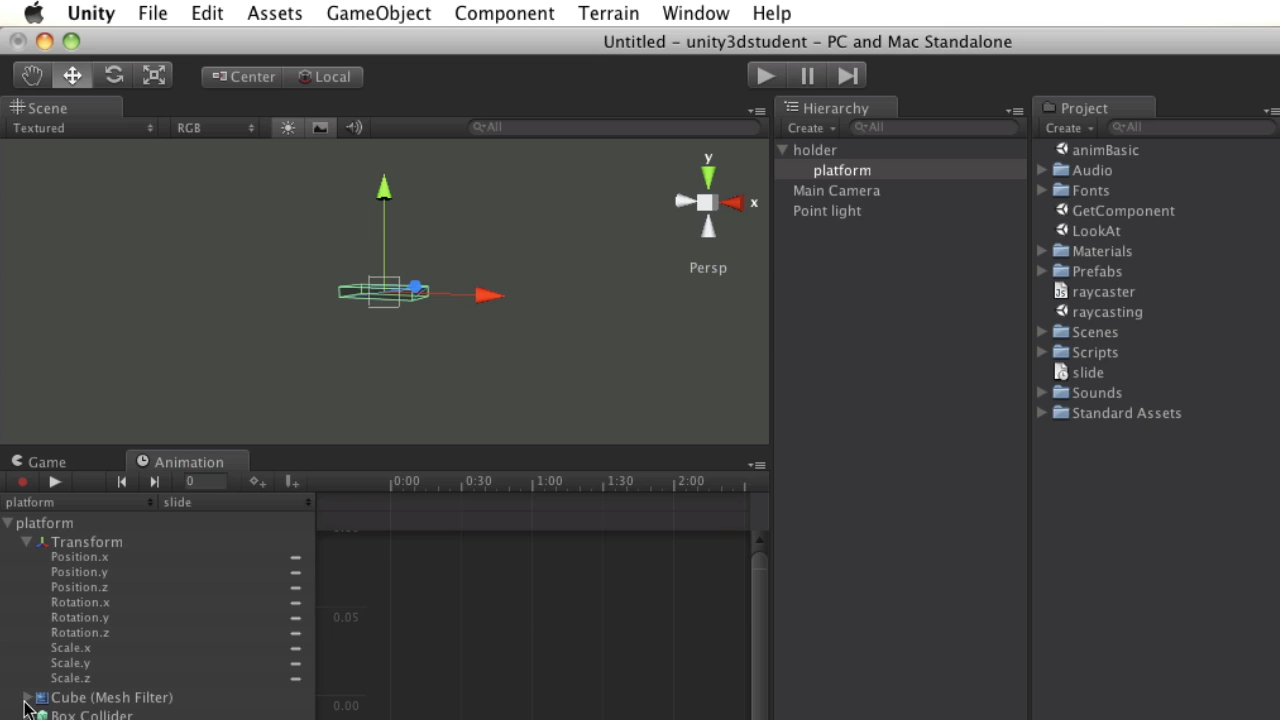 Unity File Edit Assets GameObject Component Terrain Window Help
Untitled – unity3dstudent – PC and Mac Standalone
Center Local
Scene
Textured RGB All
y
x
Persp
Hierarchy
Create All
holder
platform
Main Camera
Point light
Project
Create All
animBasic
Audio
Fonts
GetComponent
LookAt
Materials
Prefabs
raycaster
raycasting
Scenes
Scripts
slide
Sounds
Standard Assets
Game Animation
0 0:00 0:30 1:00 1:30 2:00
platform slide
platform
Transform
Position.x
Position.y
Position.z
Rotation.x
Rotation.y
Rotation.z
Scale.x
Scale.y
Scale.z
Cube (Mesh Filter)
Box Collider
0.05
0.00